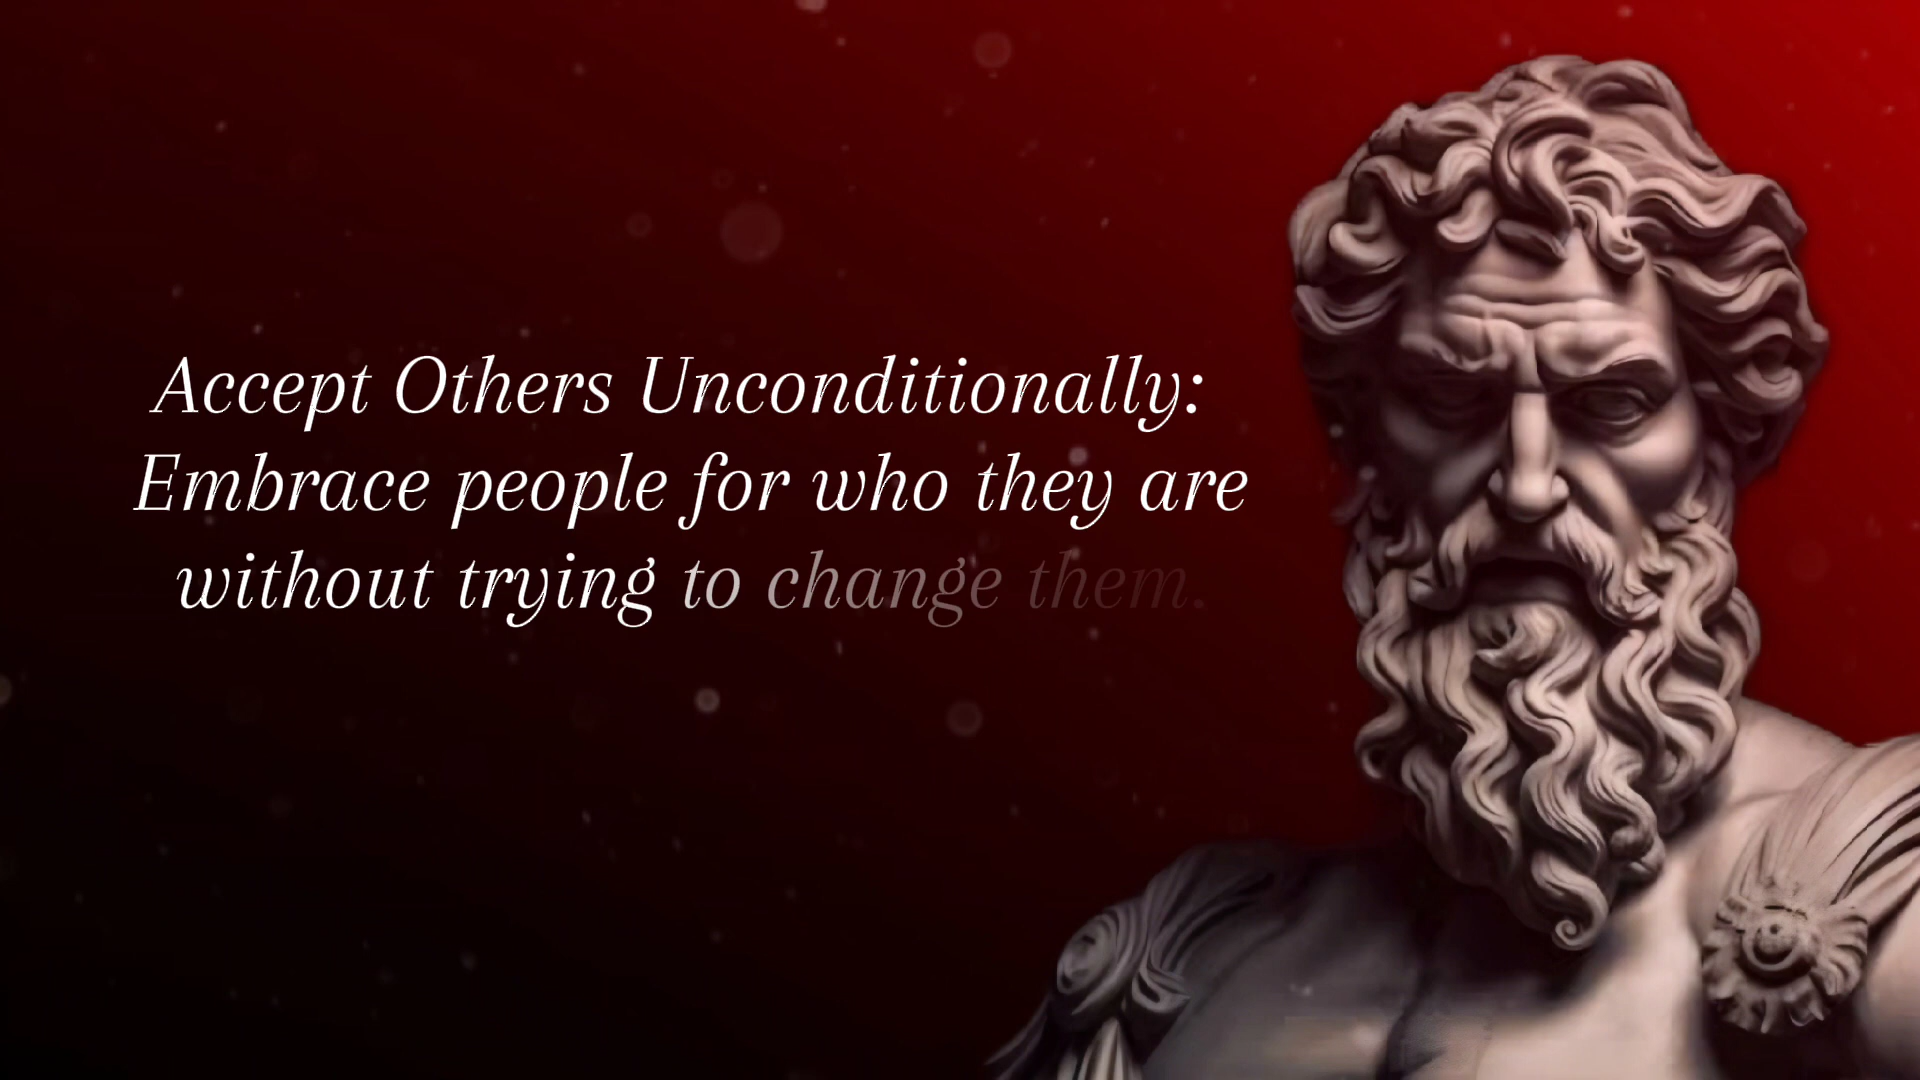 Accept Others Unconditionally:
Embrace people for who they are
without trying to change them.